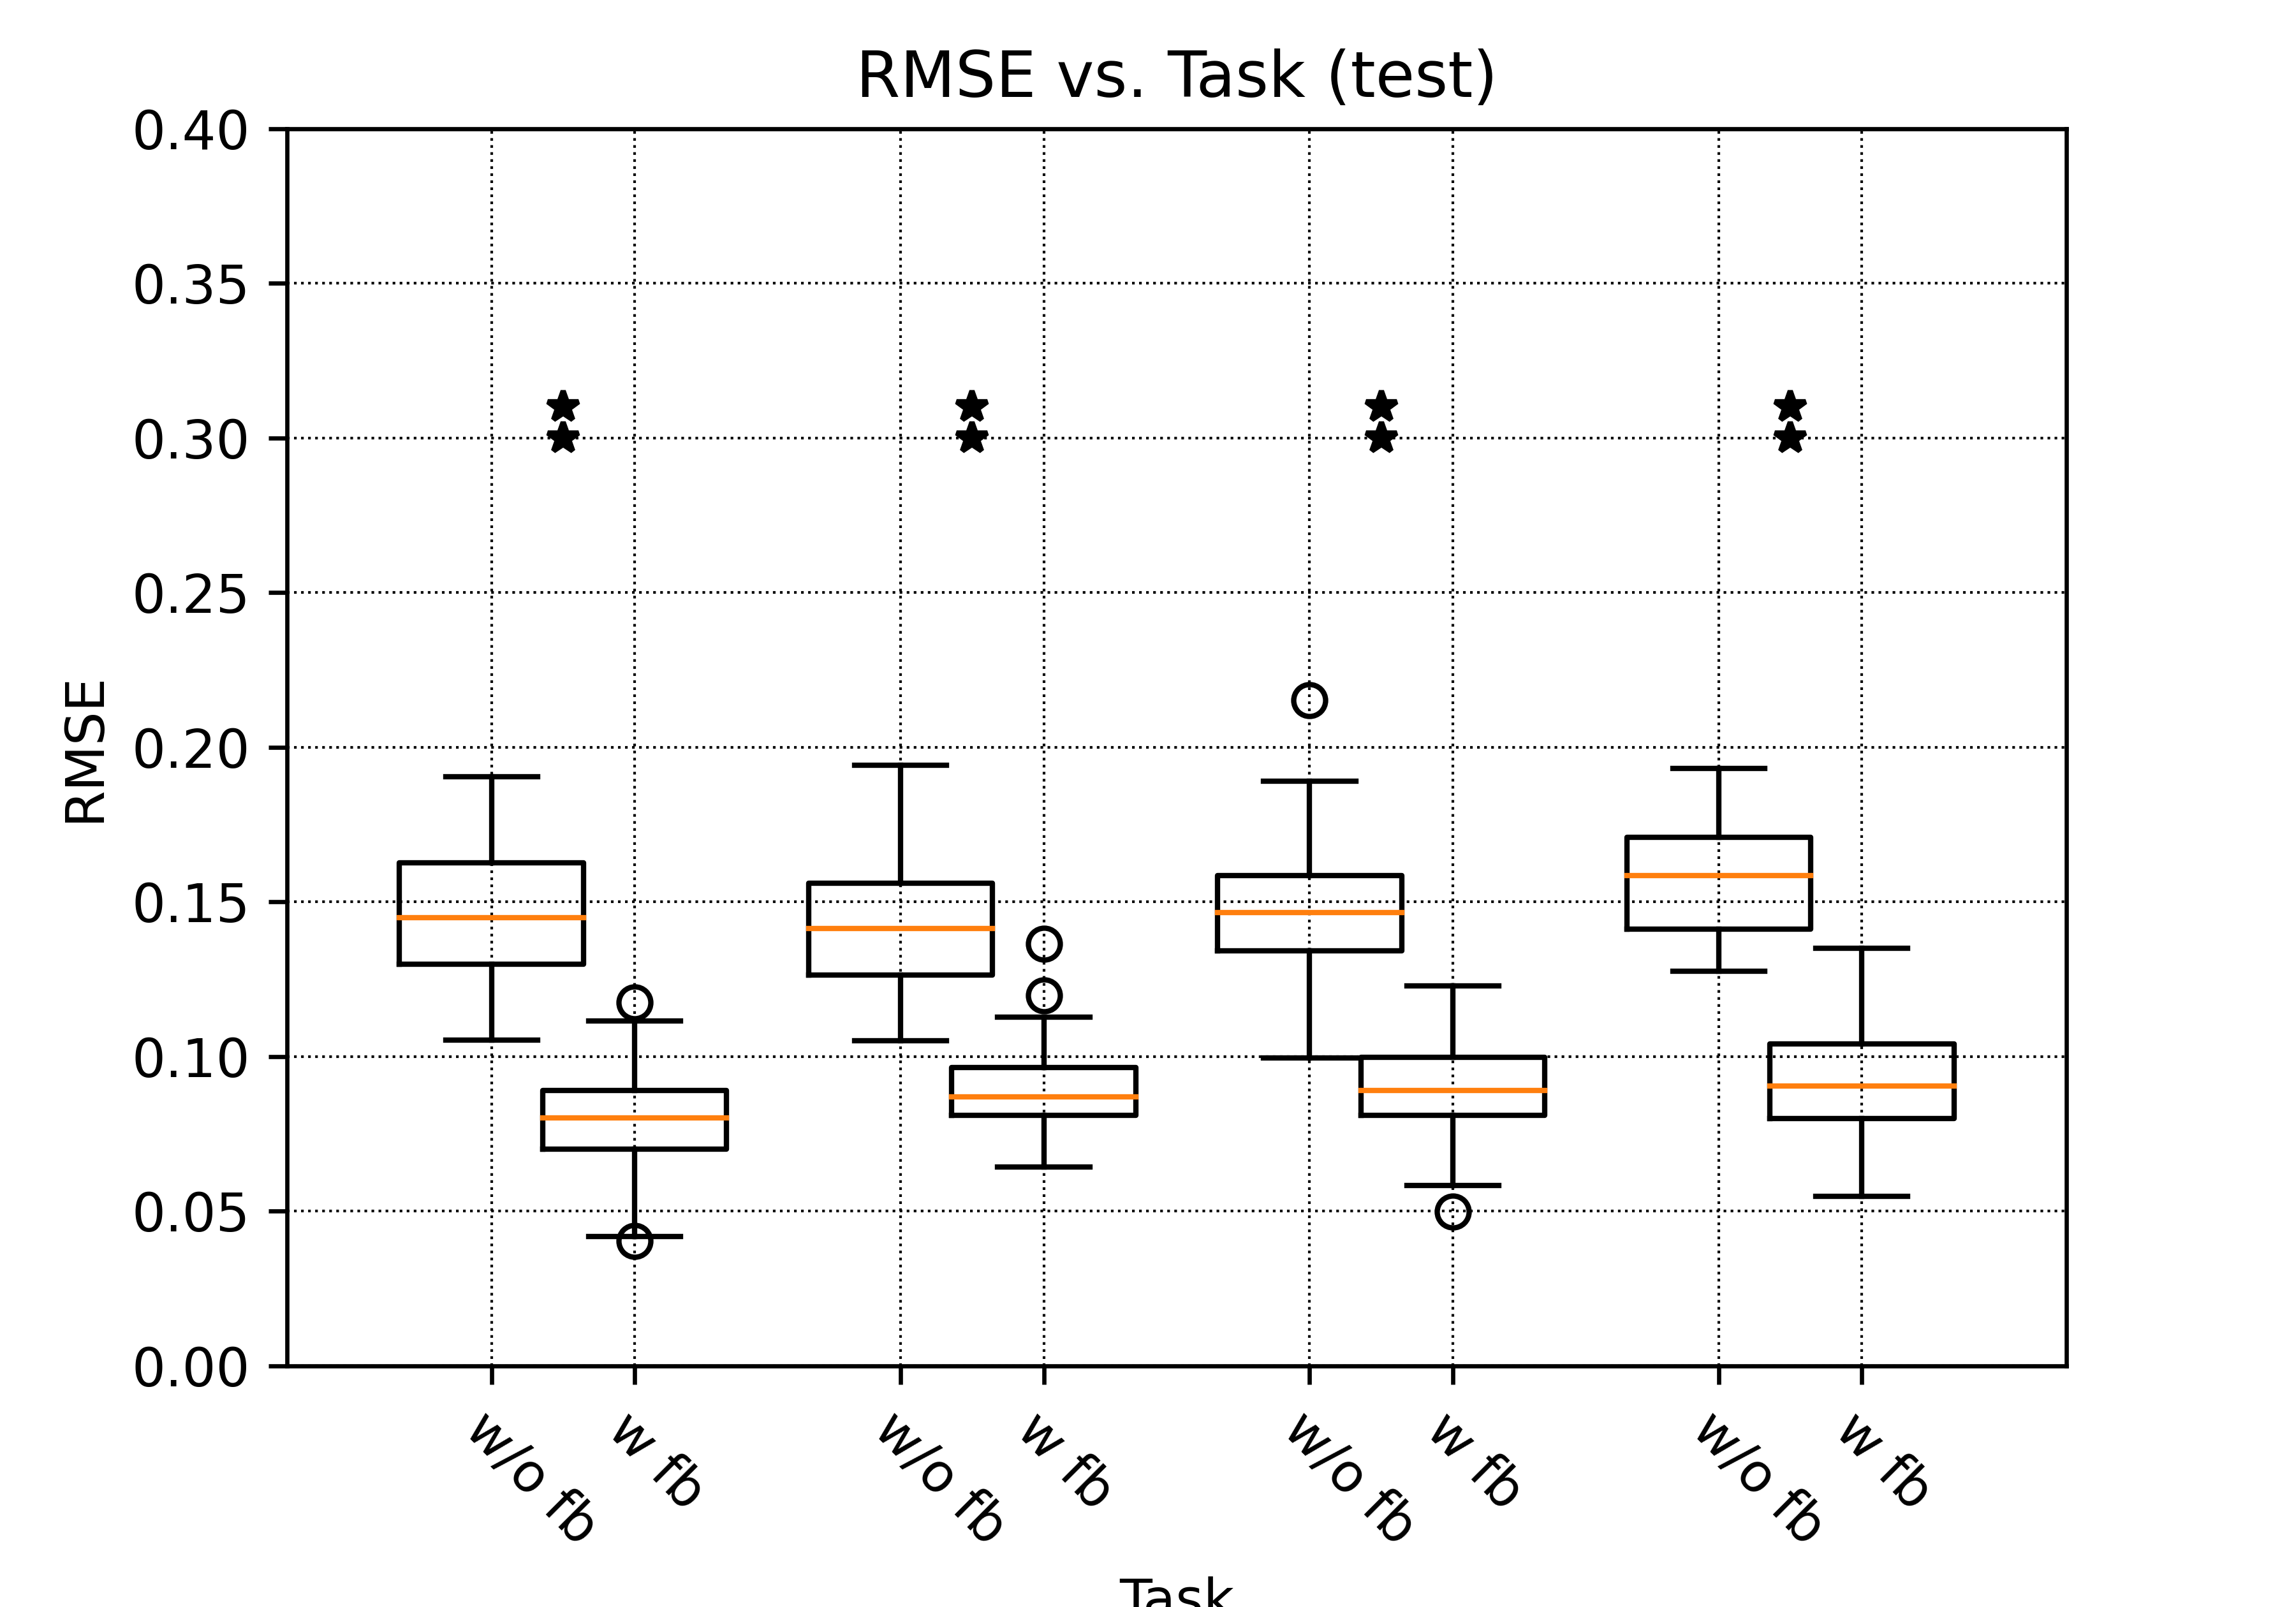 RMSE vs. Task (test)
0.40
0.35
0.30
0.25
0.20
0.15
0.10
0.05
0.00
RMSE
w/o fb
w fb
w/o fb
w fb
w/o fb
w fb
w/o fb
w fb
Task